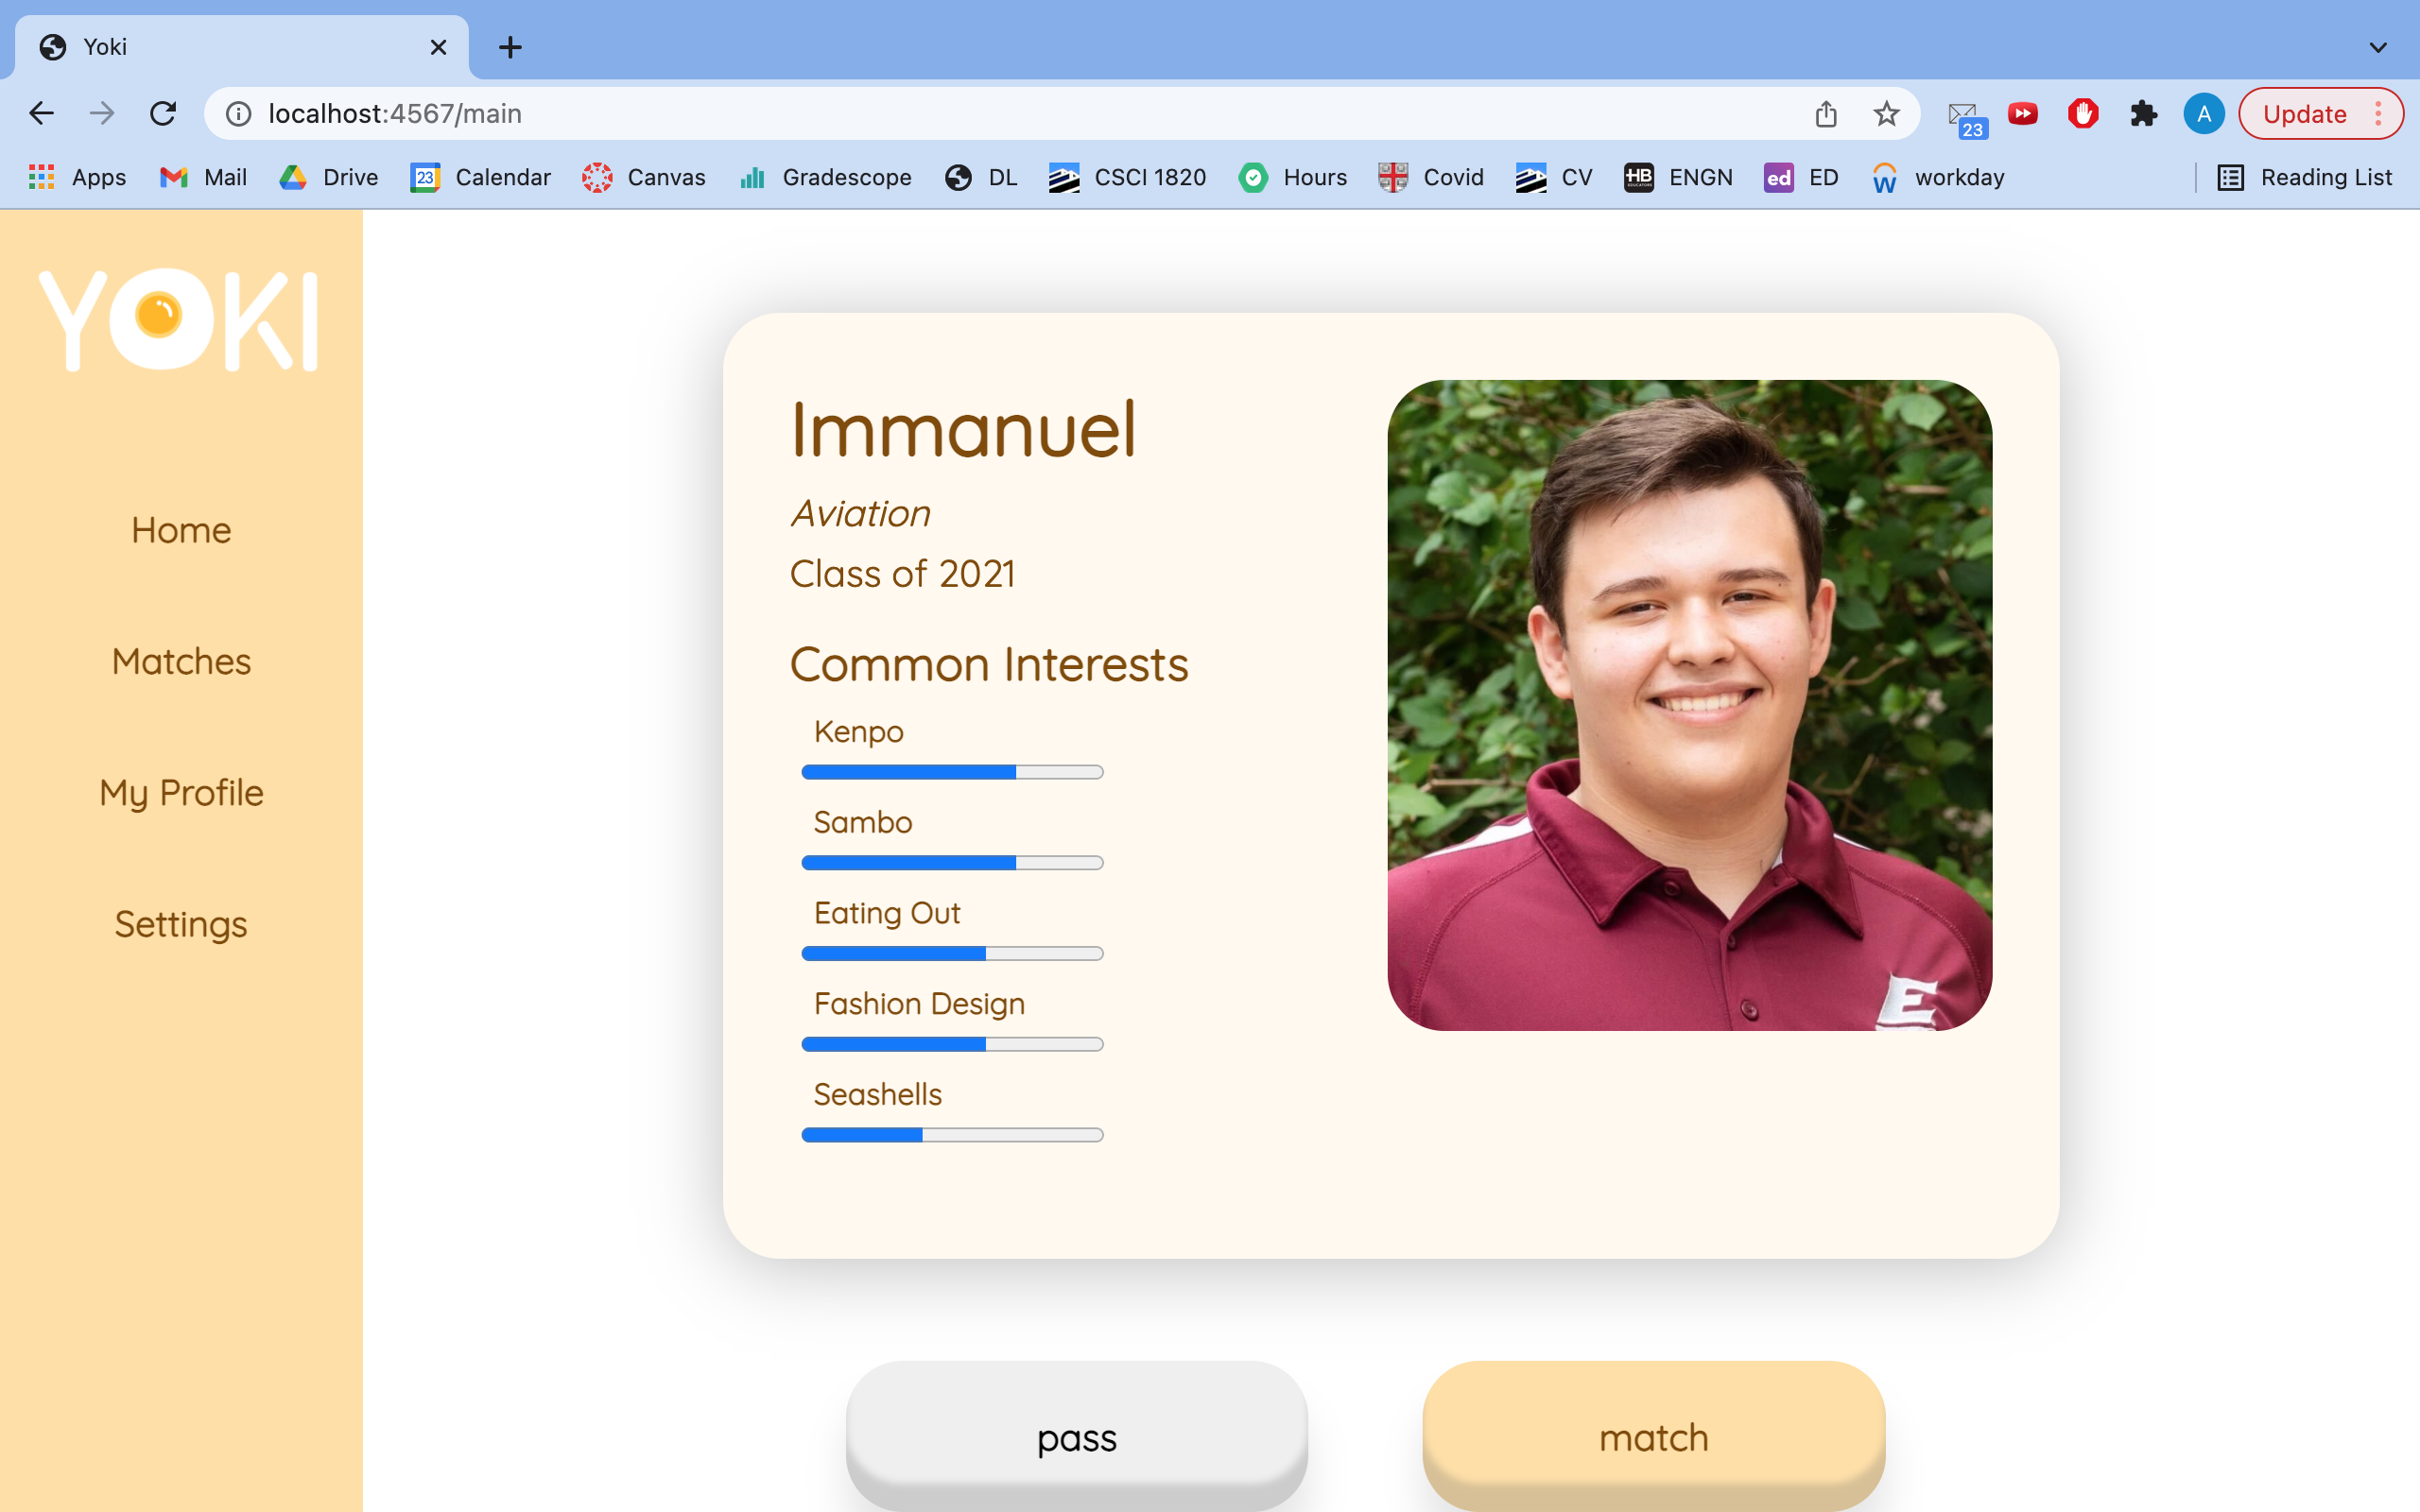 Yoki
localhost:4567/main
23
A
Update
Apps
Mail
Drive
23
Calendar
Canvas
Gradescope
DL
CSCI 1820
Hours
Covid
CV
HB
ENGN
ed
ED
W
workday
Reading List
YOKI
Home
Matches
My Profile
Settings
Immanuel
Aviation
Class of 2021
Common Interests
Kenpo
Sambo
Eating Out
Fashion Design
Seashells
E
pass
match